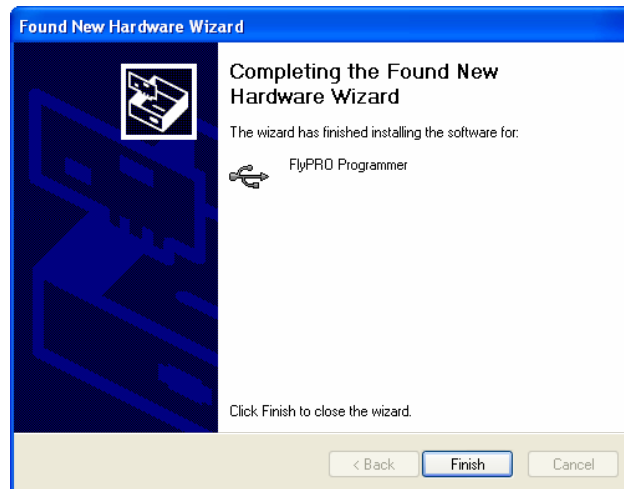 Found New Hardware Wizard
Completing the Found New
Hardware Wizard
The wizard has finished installing the software for:
FlyPRO Programmer
Click Finish to close the wizard.
< Back
Finish
Cancel